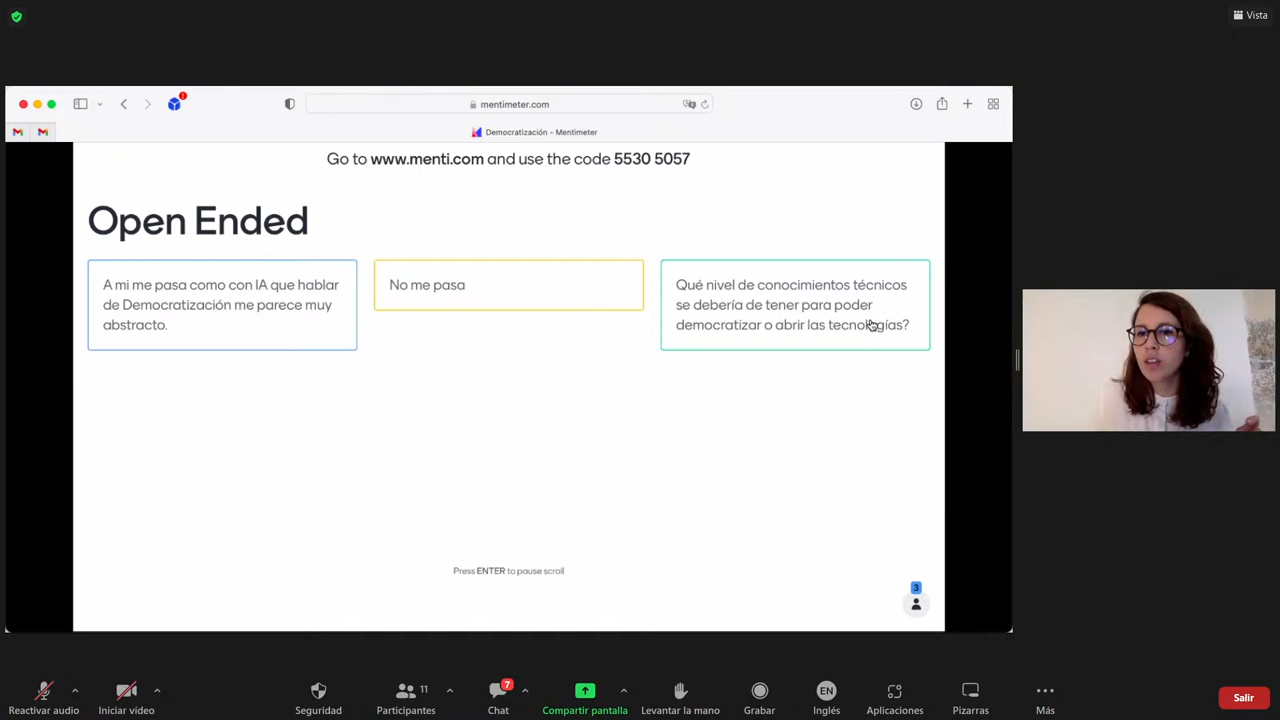 Vista
mentimeter.com
Democratización - Mentimeter
Go to www.menti.com and use the code 5530 5057
Open Ended
A mi me pasa como con IA que hablar
de Democratización me parece muy
abstracto.
No me pasa
Qué nivel de conocimientos técnicos
se debería de tener para poder
democratizar o abrir las tecnologías?
Press ENTER to pause scroll
3
Reactivar audio
Iniciar video
Seguridad
11
Participantes
7
Chat
Compartir pantalla
Levantar la mano
Grabar
EN
Inglés
Aplicaciones
Pizarras
Más
Salir